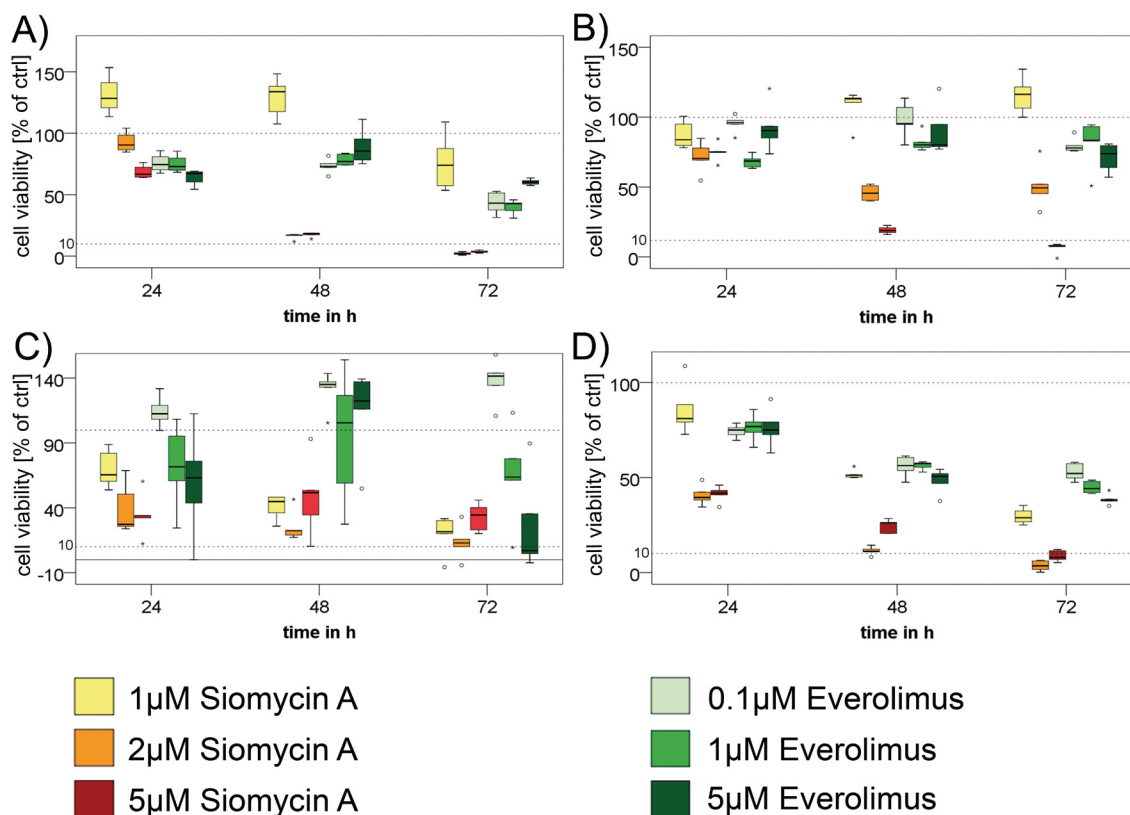 A)
cell viability [% of ctrl]
150
100
50
10
0
24 48 72
time in h
B)
cell viability [% of ctrl]
150
100
50
10
0
24 48 72
time in h
C)
cell viability [% of ctrl]
140
90
40
10
-10
24 48 72
time in h
D)
cell viability [% of ctrl]
100
50
10
0
24 48 72
time in h
1µM Siomycin A
2µM Siomycin A
5µM Siomycin A
0.1µM Everolimus
1µM Everolimus
5µM Everolimus